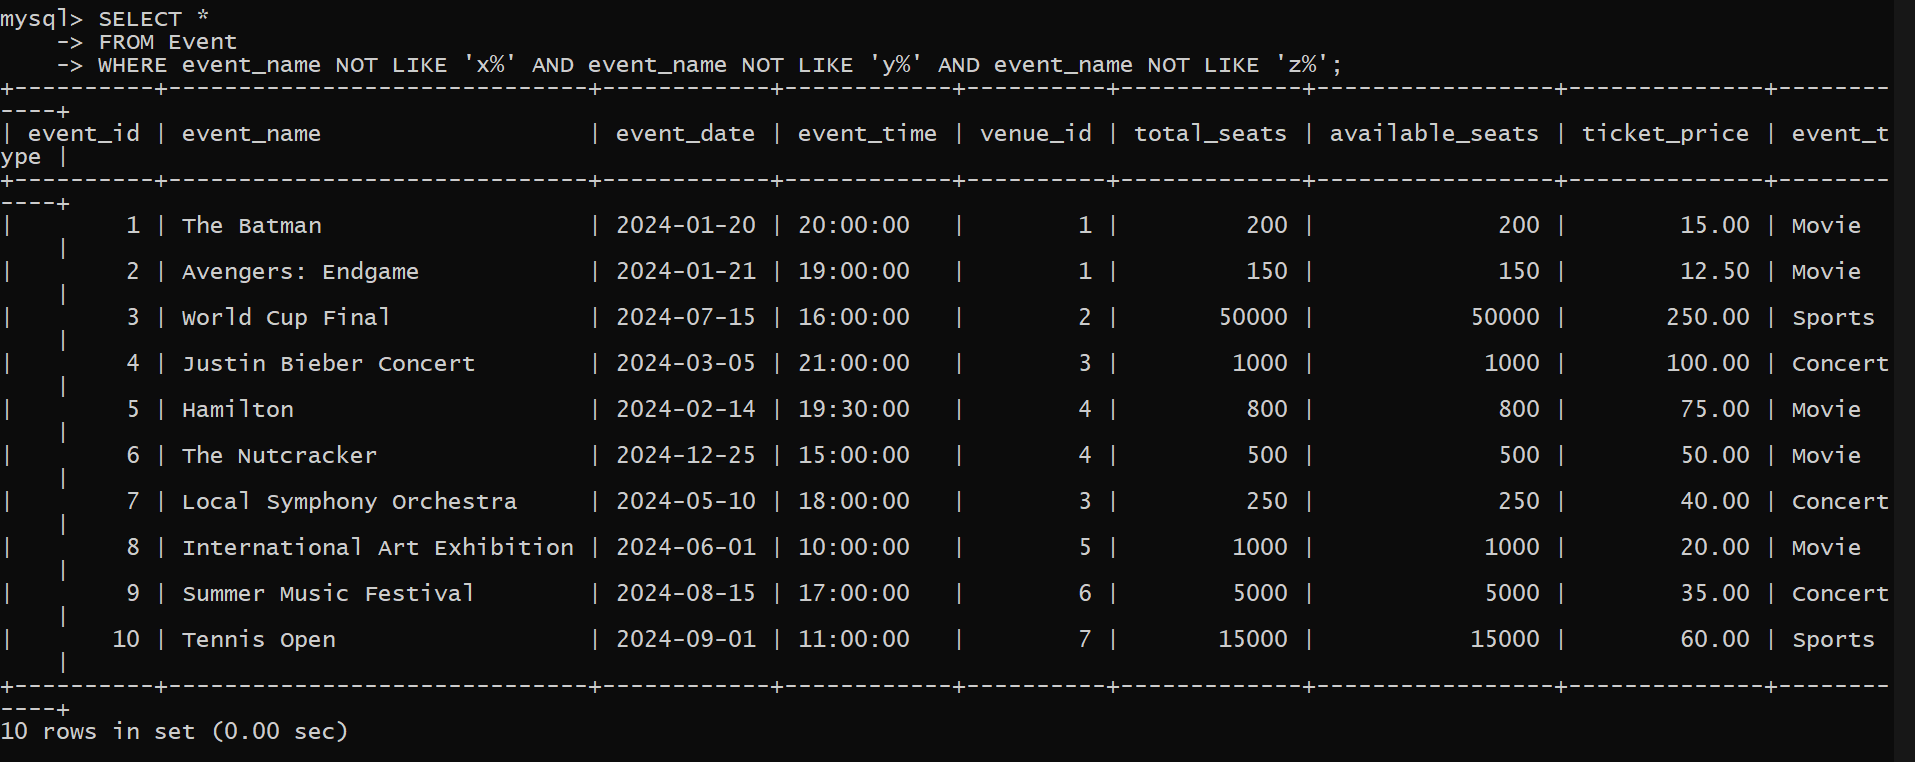 mysql> SELECT *
    -> FROM Event
    -> WHERE event_name NOT LIKE 'x%' AND event_name NOT LIKE 'y%' AND event_name NOT LIKE 'z%';
+----------+------------------------------+------------+------------+----------+-------------+-----------------+--------------+--------
----+
| event_id | event_name                   | event_date | event_time | venue_id | total_seats | available_seats | ticket_price | event_t
ype |
+----------+------------------------------+------------+------------+----------+-------------+-----------------+--------------+--------
----+
|        1 | The Batman                   | 2024-01-20 | 20:00:00   |        1 |         200 |             200 |        15.00 | Movie
    |
|        2 | Avengers: Endgame            | 2024-01-21 | 19:00:00   |        1 |         150 |             150 |        12.50 | Movie
    |
|        3 | World Cup Final              | 2024-07-15 | 16:00:00   |        2 |       50000 |           50000 |       250.00 | Sports
    |
|        4 | Justin Bieber Concert        | 2024-03-05 | 21:00:00   |        3 |        1000 |            1000 |       100.00 | Concert
    |
|        5 | Hamilton                     | 2024-02-14 | 19:30:00   |        4 |         800 |             800 |        75.00 | Movie
    |
|        6 | The Nutcracker               | 2024-12-25 | 15:00:00   |        4 |         500 |             500 |        50.00 | Movie
    |
|        7 | Local Symphony Orchestra     | 2024-05-10 | 18:00:00   |        3 |         250 |             250 |        40.00 | Concert
    |
|        8 | International Art Exhibition | 2024-06-01 | 10:00:00   |        5 |        1000 |            1000 |        20.00 | Movie
    |
|        9 | Summer Music Festival        | 2024-08-15 | 17:00:00   |        6 |        5000 |            5000 |        35.00 | Concert
    |
|       10 | Tennis Open                  | 2024-09-01 | 11:00:00   |        7 |       15000 |           15000 |        60.00 | Sports
    |
+----------+------------------------------+------------+------------+----------+-------------+-----------------+--------------+--------
----+
10 rows in set (0.00 sec)